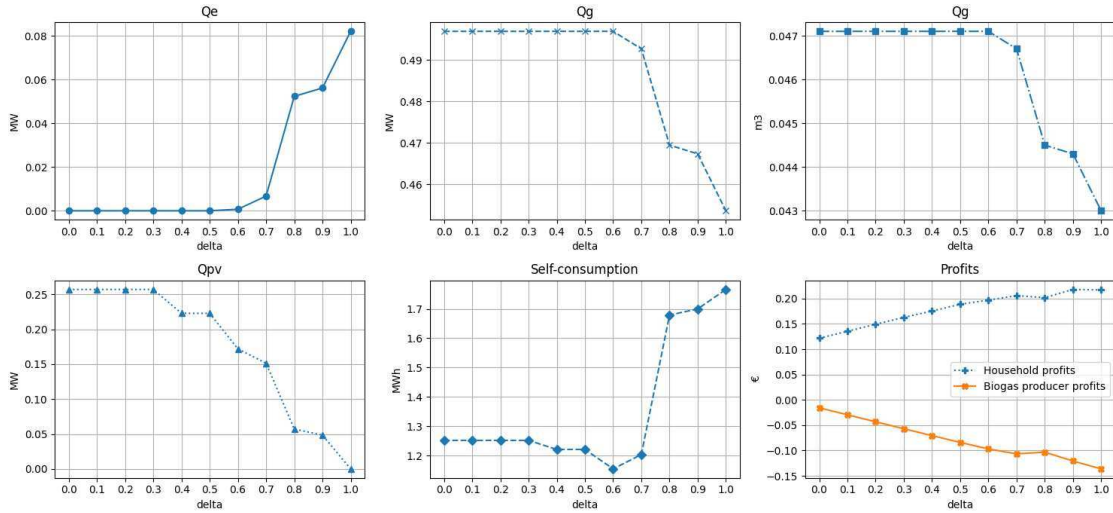 Qe
MW
0.08
0.06
0.04
0.02
0.00
0.0 0.1 0.2 0.3 0.4 0.5 0.6 0.7 0.8 0.9 1.0
delta
Qg
MW
0.49
0.48
0.47
0.46
0.0 0.1 0.2 0.3 0.4 0.5 0.6 0.7 0.8 0.9 1.0
delta
Qg
m3
0.047
0.046
0.045
0.044
0.043
0.0 0.1 0.2 0.3 0.4 0.5 0.6 0.7 0.8 0.9 1.0
delta
Qpv
MW
0.25
0.20
0.15
0.10
0.05
0.00
0.0 0.1 0.2 0.3 0.4 0.5 0.6 0.7 0.8 0.9 1.0
delta
Self-consumption
MWh
1.7
1.6
1.5
1.4
1.3
1.2
0.0 0.1 0.2 0.3 0.4 0.5 0.6 0.7 0.8 0.9 1.0
delta
Profits
€
0.20
0.15
0.10
0.05
0.00
−0.05
−0.10
−0.15
Household profits
Biogas producer profits
0.0 0.1 0.2 0.3 0.4 0.5 0.6 0.7 0.8 0.9 1.0
delta